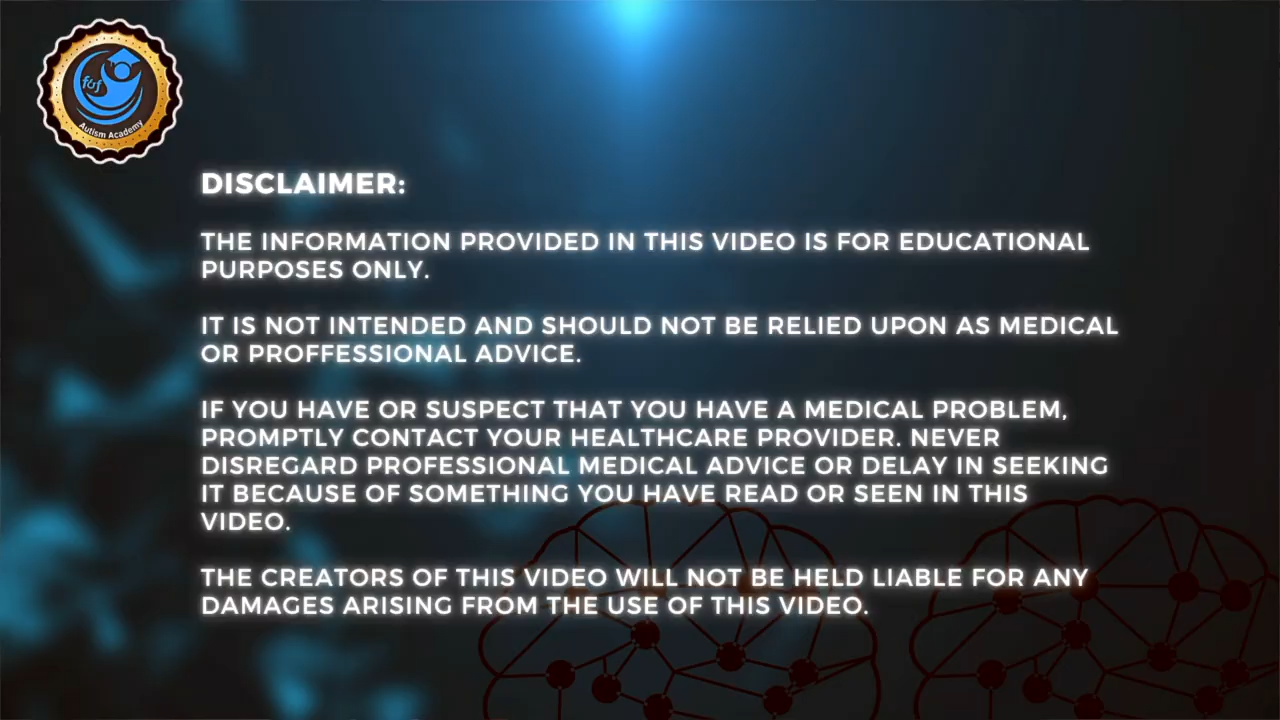 f&f
Autism Academy
DISCLAIMER:
THE INFORMATION PROVIDED IN THIS VIDEO IS FOR EDUCATIONAL
PURPOSES ONLY.
IT IS NOT INTENDED AND SHOULD NOT BE RELIED UPON AS MEDICAL
OR PROFFESSIONAL ADVICE.
IF YOU HAVE OR SUSPECT THAT YOU HAVE A MEDICAL PROBLEM,
PROMPTLY CONTACT YOUR HEALTHCARE PROVIDER. NEVER
DISREGARD PROFESSIONAL MEDICAL ADVICE OR DELAY IN SEEKING
IT BECAUSE OF SOMETHING YOU HAVE READ OR SEEN IN THIS
VIDEO.
THE CREATORS OF THIS VIDEO WILL NOT BE HELD LIABLE FOR ANY
DAMAGES ARISING FROM THE USE OF THIS VIDEO.